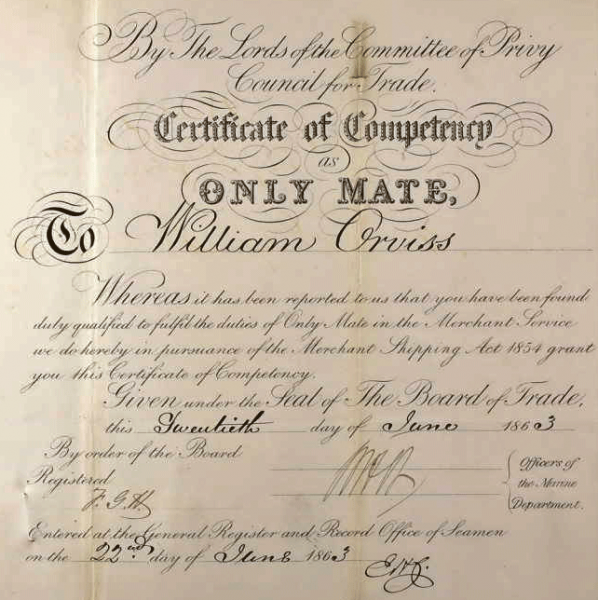 By The Lords of the Committee of Privy
Council for Trade.
Certificate of Competency
as
ONLY MATE,
To William Orviss
Whereas it has been reported to us that you have been found
duly qualified to fulfil the duties of Only Mate in the Merchant Service
we do hereby in pursuance of the Merchant Shipping Act 1854 grant
you this Certificate of Competency.
Given under the Seal of The Board of Trade,
this Twentieth day of June 1863
By order of the Board
Officers of
the Marine
Department.
Registered
F. G. H.
Entered at the General Register and Record Office of Seamen
on the 22nd day of June 1863